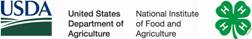 USDA
United States
Department of
Agriculture
National Institute
of Food and
Agriculture
H H H H